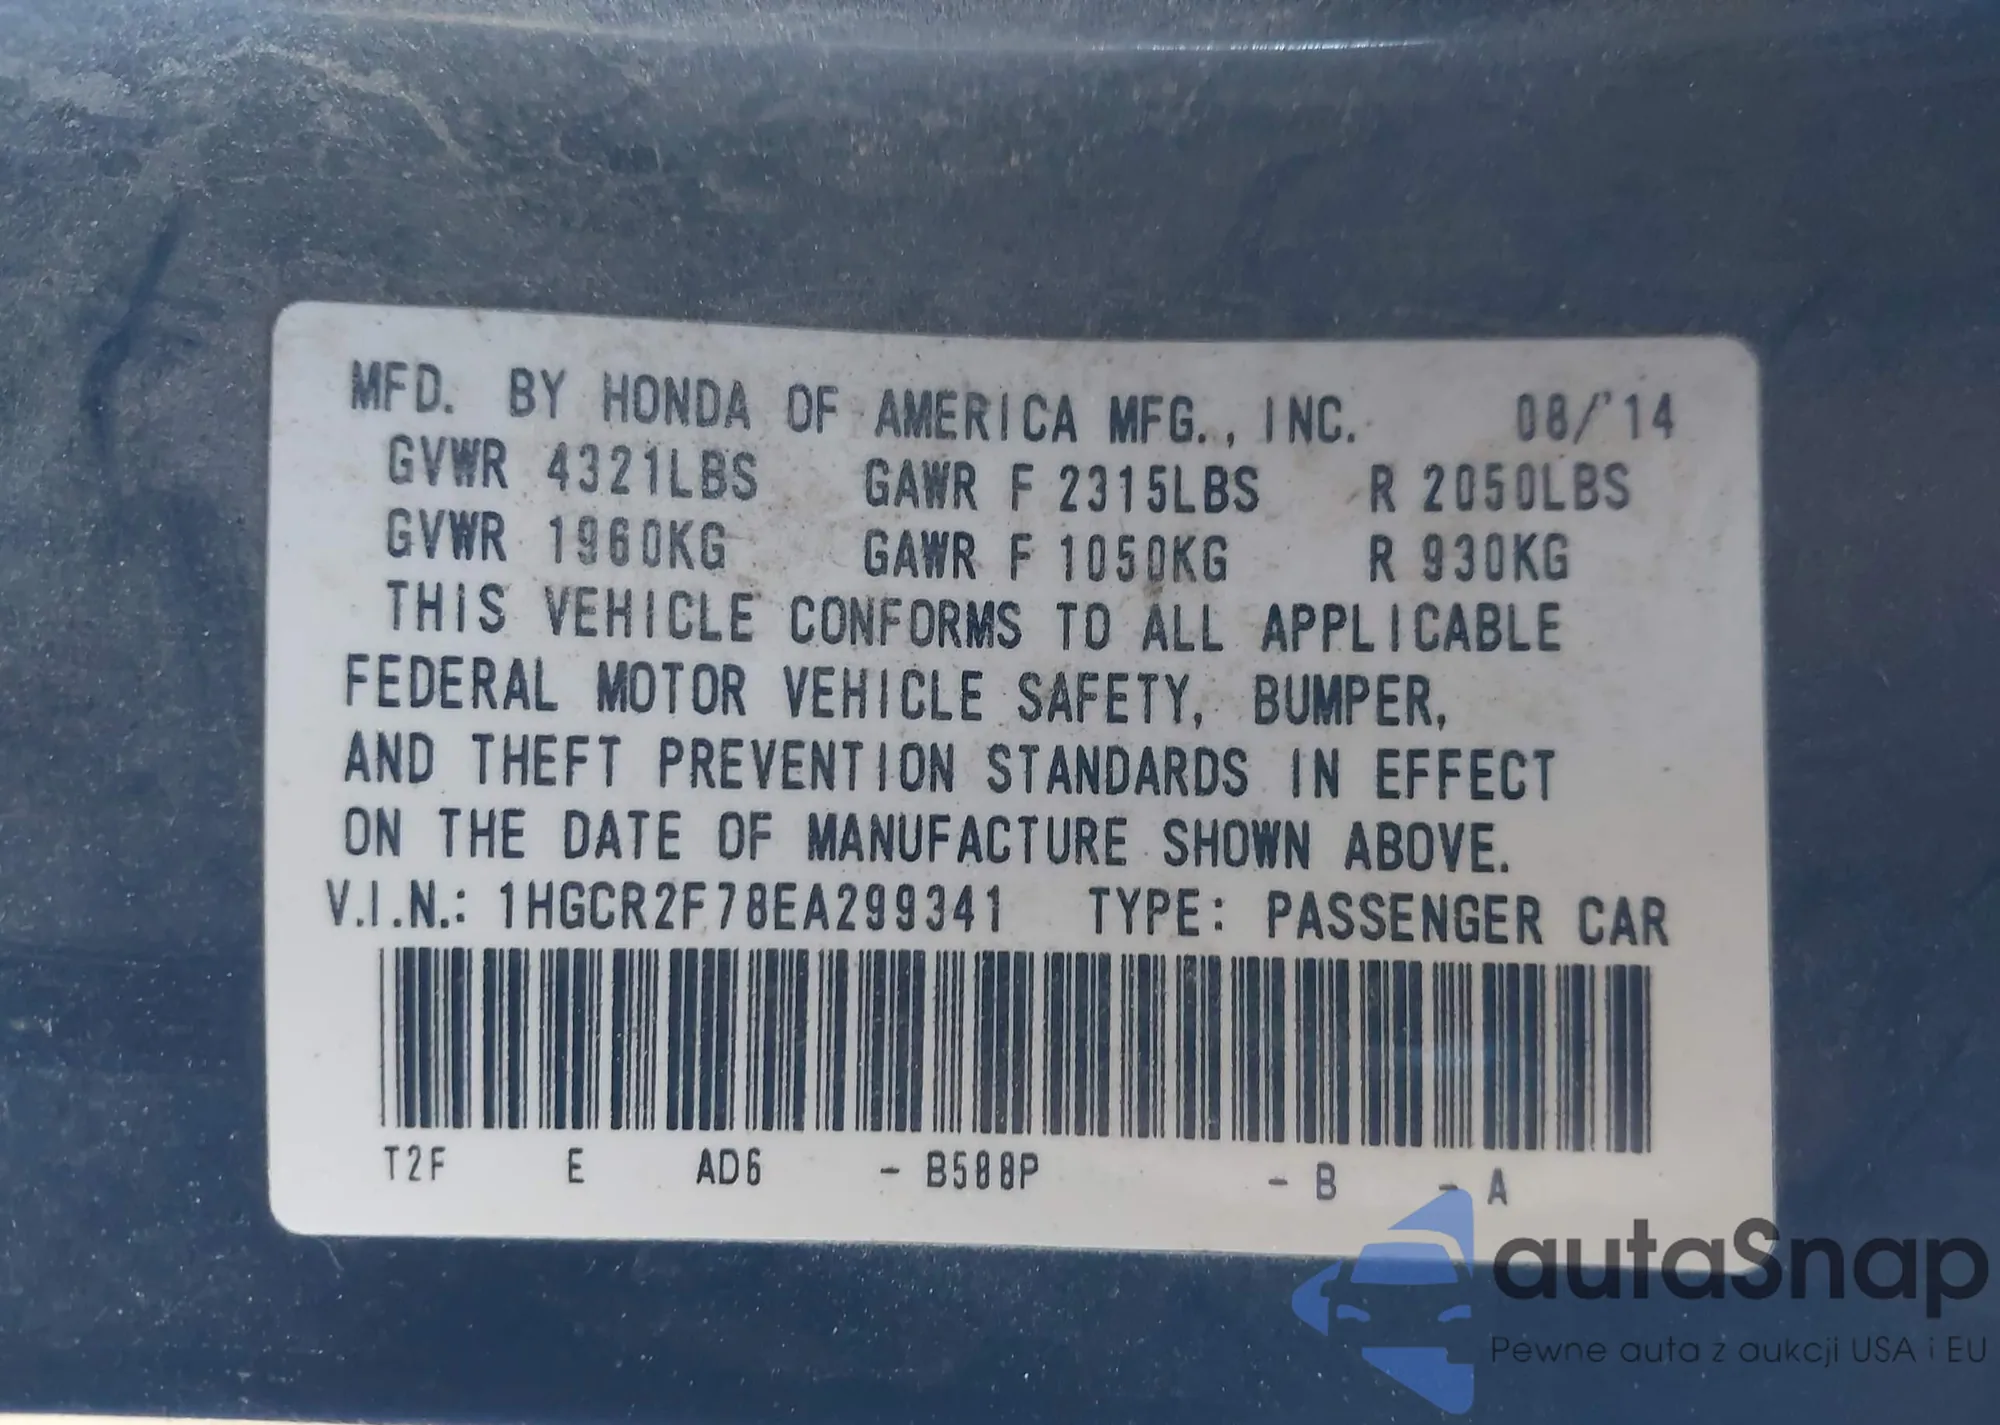 MFD. BY HONDA OF AMERICA MFG., INC. 08/'14
GVWR 4321LBS GAWR F 2315LBS R 2050LBS
GVWR 1960KG GAWR F 1050KG R 930KG
THIS VEHICLE CONFORMS TO ALL APPLICABLE
FEDERAL MOTOR VEHICLE SAFETY, BUMPER,
AND THEFT PREVENTION STANDARDS IN EFFECT
ON THE DATE OF MANUFACTURE SHOWN ABOVE.
V.I.N.: 1HGCR2F78EA299341 TYPE: PASSENGER CAR
T2F E AD6 - B588P - B - A
autaSnap
Pewne auta z aukcji USA i EU